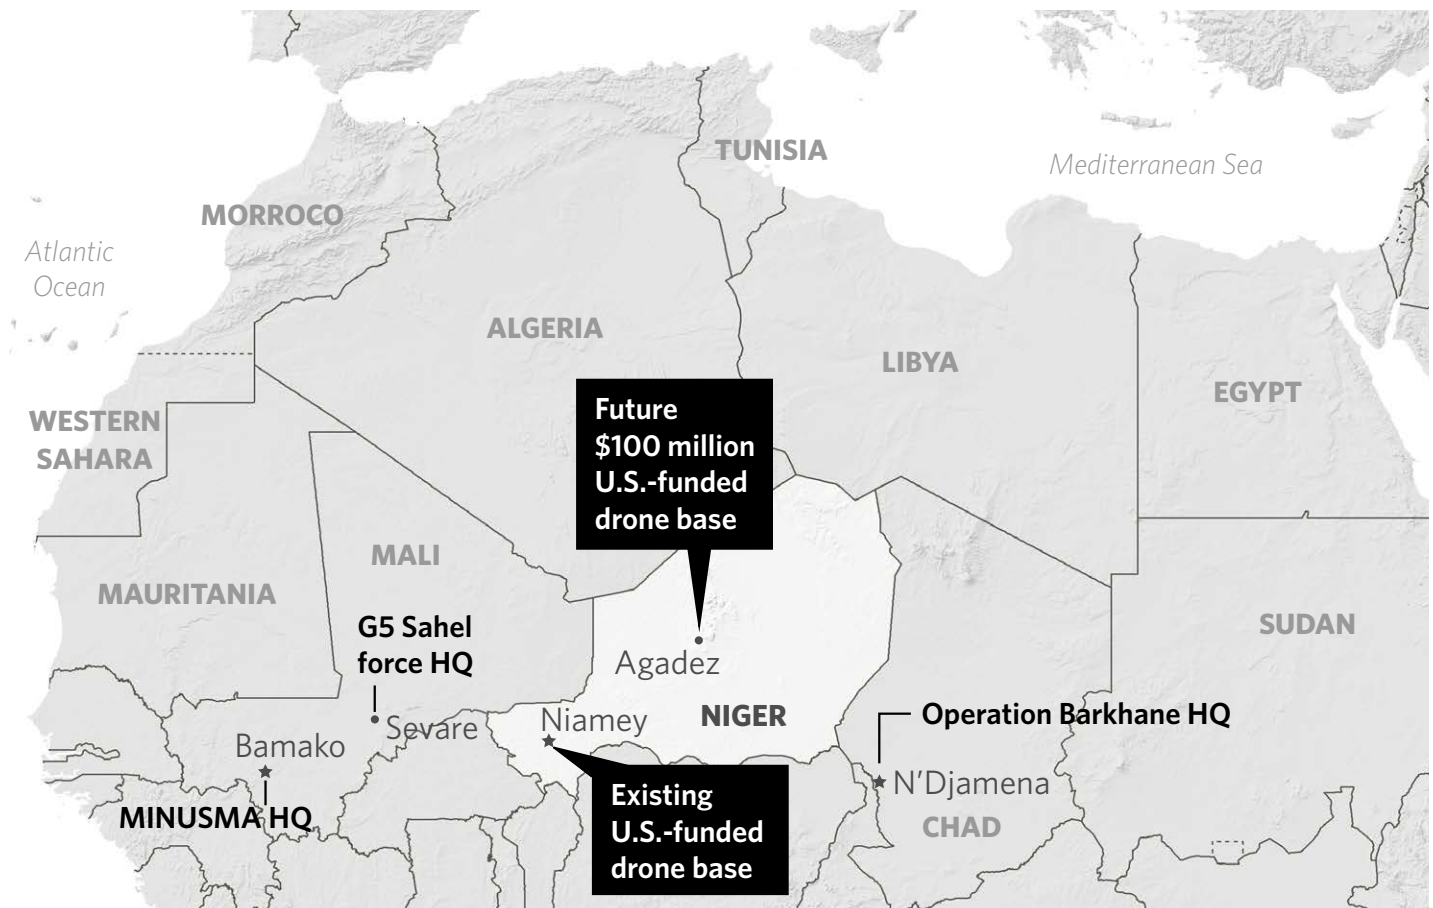 TUNISIA
Mediterranean Sea
MORROCO
Atlantic
Ocean
ALGERIA
LIBYA
EGYPT
WESTERN
SAHARA
Future
$100 million
U.S.-funded
drone base
MALI
MAURITANIA
SUDAN
G5 Sahel
force HQ
Agadez
NIGER
Operation Barkhane HQ
Sevare
Niamey
Bamako
N'Djamena
CHAD
MINUSMA HQ
Existing
U.S.-funded
drone base